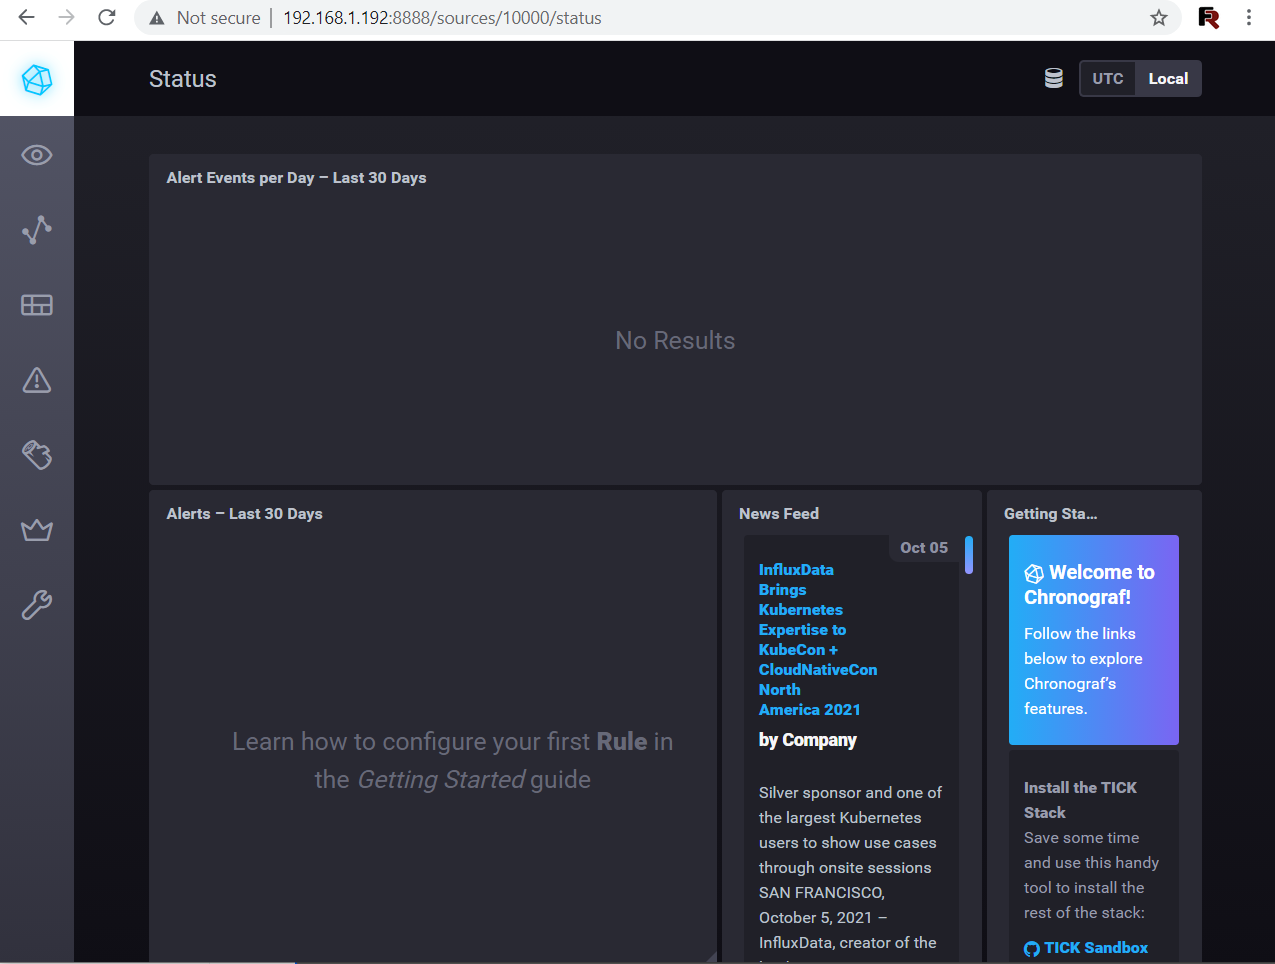 Not secure | 192.168.1.192:8888/sources/10000/status
Status
UTC
Local
Alert Events per Day – Last 30 Days
No Results
Alerts – Last 30 Days
Learn how to configure your first Rule in
the Getting Started guide
News Feed
Oct 05
InfluxData
Brings
Kubernetes
Expertise to
KubeCon +
CloudNativeCon
North
America 2021
by Company
Silver sponsor and one of
the largest Kubernetes
users to show use cases
through onsite sessions
SAN FRANCISCO,
October 5, 2021 –
InfluxData, creator of the
Getting Sta...
Welcome to
Chronograf!
Follow the links
below to explore
Chronograf's
features.
Install the TICK
Stack
Save some time
and use this handy
tool to install the
rest of the stack:
TICK Sandbox